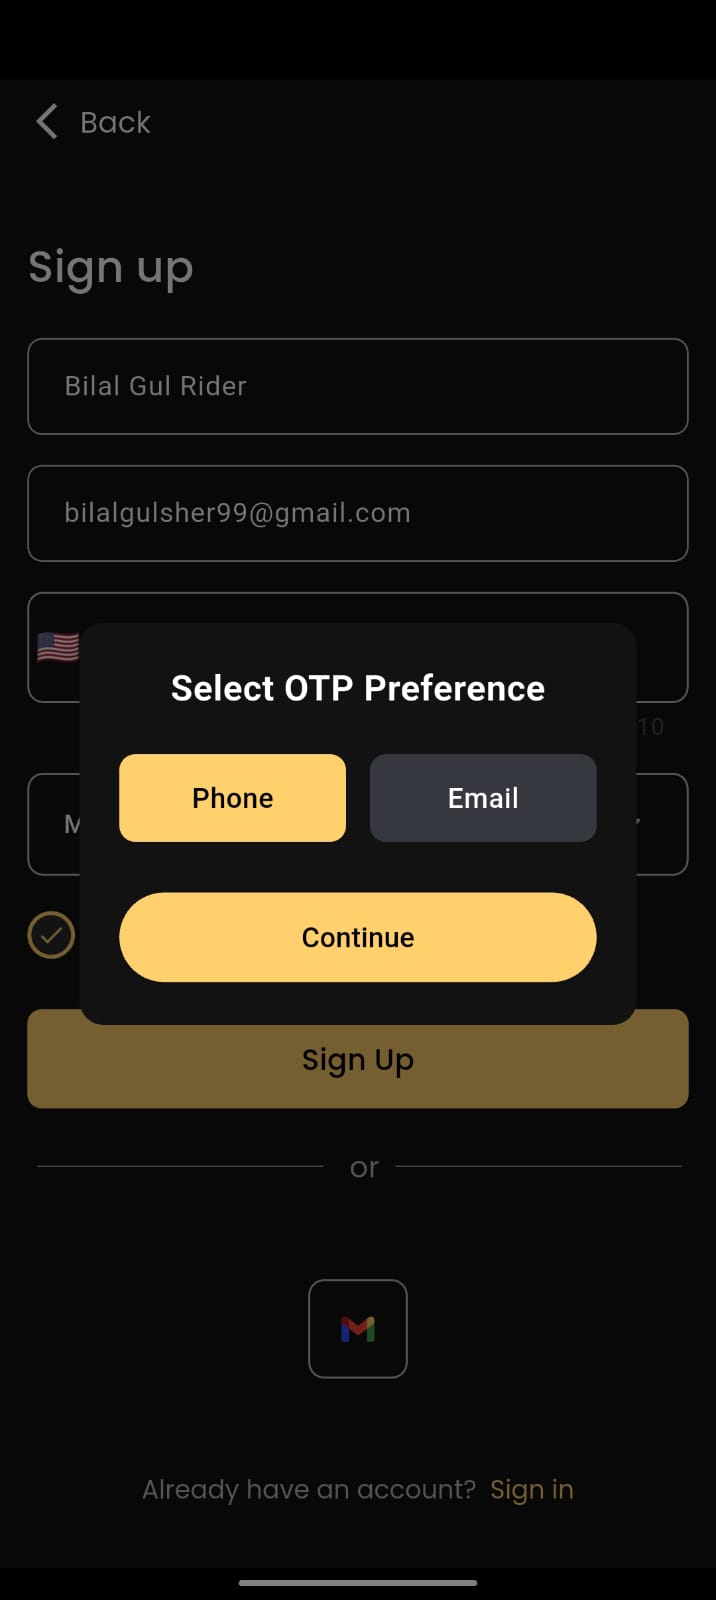 Back
Sign up
Bilal Gul Rider
bilalgulsher99@gmail.com
Select OTP Preference
10
Phone
Email
M
Continue
Sign Up
or
Already have an account? Sign in